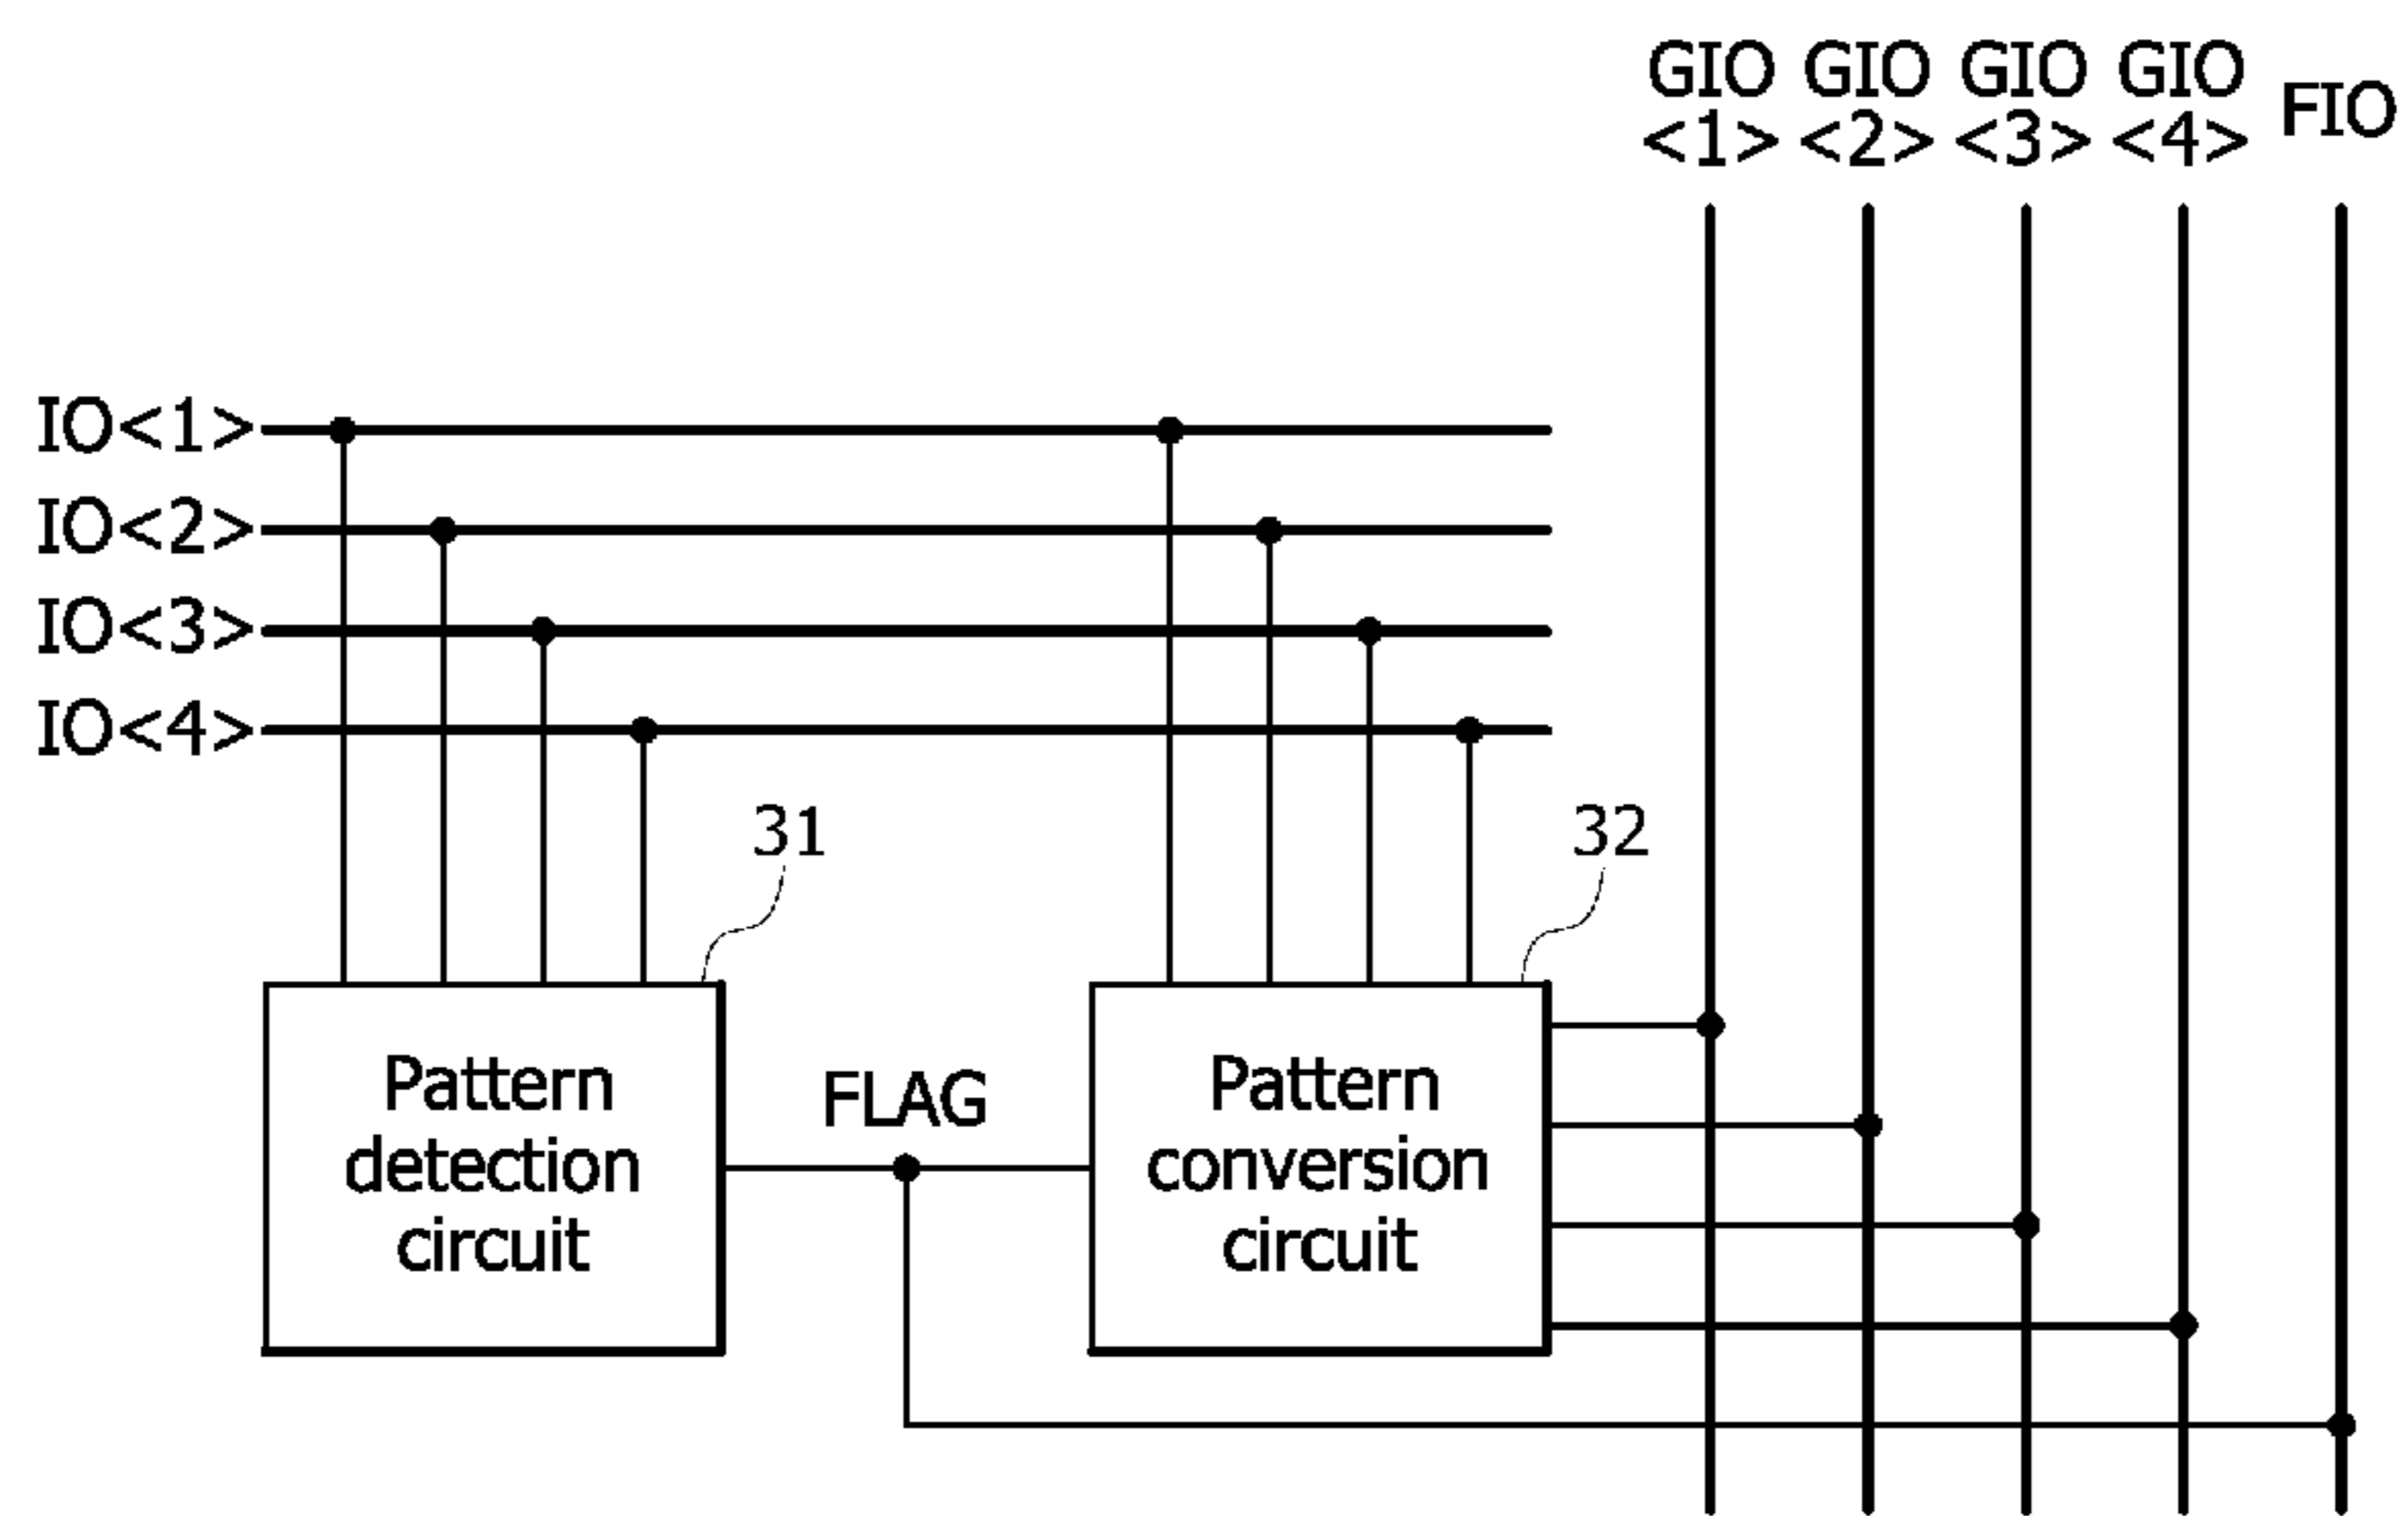 GIO GIO GIO GIO FIO
<1> <2> <3> <4>
IO<1>
IO<2>
IO<3>
IO<4>
31
32
Pattern
detection
circuit
FLAG
Pattern
conversion
circuit